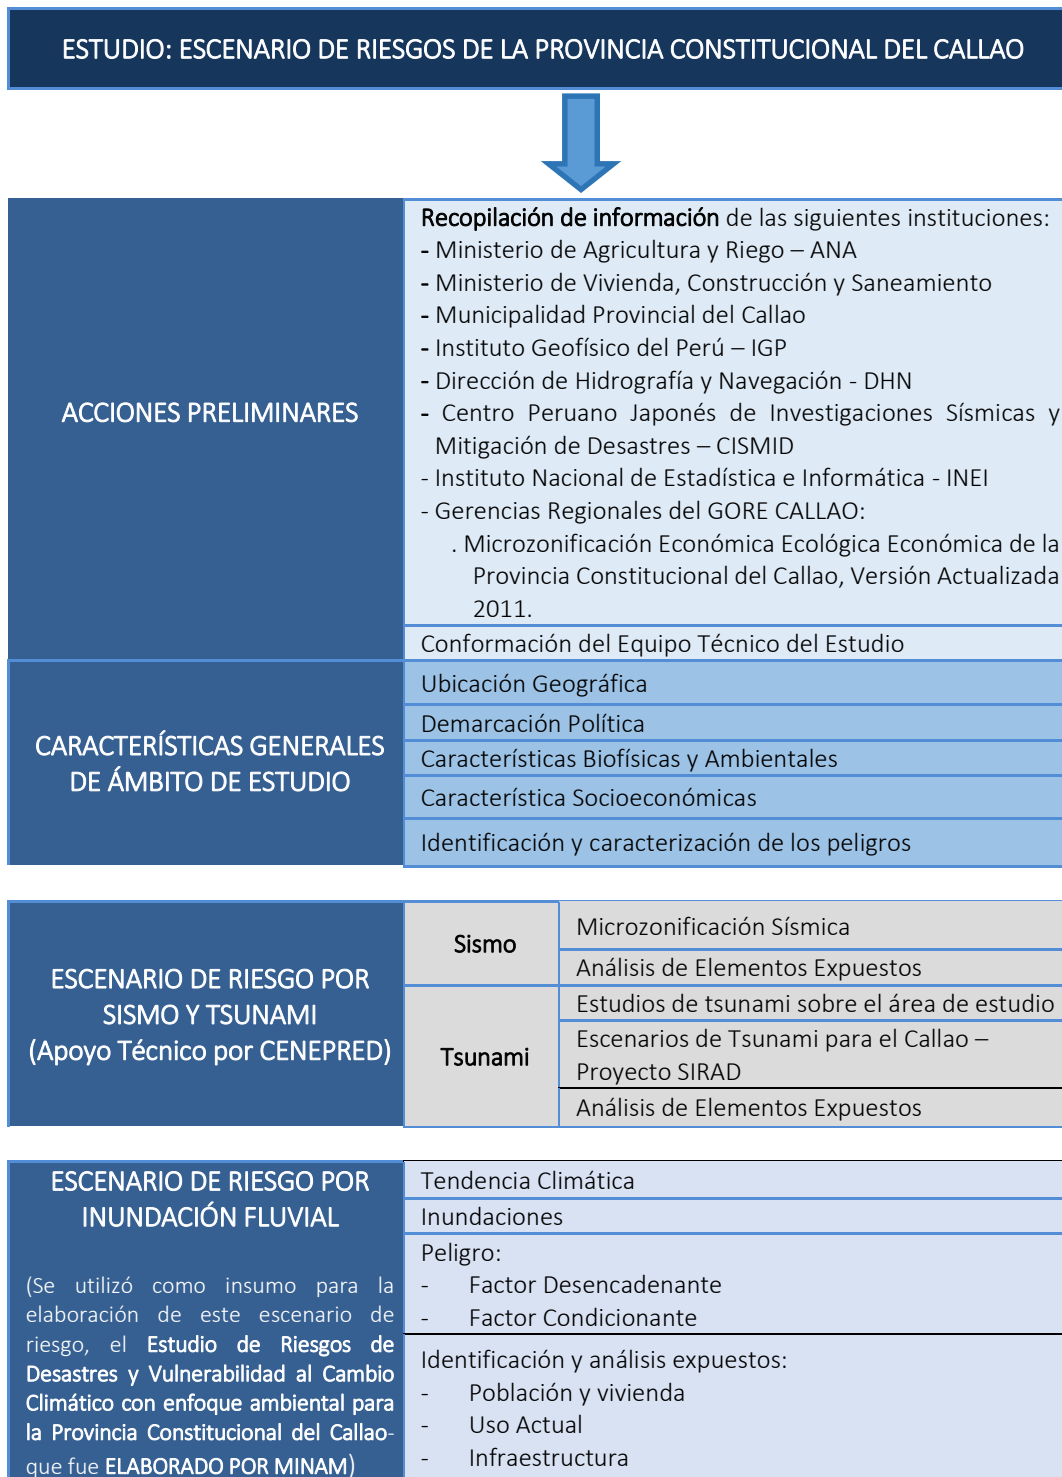 ESTUDIO: ESCENARIO DE RIESGOS DE LA PROVINCIA CONSTITUCIONAL DEL CALLAO
ACCIONES PRELIMINARES
Recopilación de información de las siguientes instituciones:
- Ministerio de Agricultura y Riego – ANA
- Ministerio de Vivienda, Construcción y Saneamiento
- Municipalidad Provincial del Callao
- Instituto Geofísico del Perú – IGP
- Dirección de Hidrografía y Navegación - DHN
- Centro Peruano Japonés de Investigaciones Sísmicas y
Mitigación de Desastres – CISMID
- Instituto Nacional de Estadística e Informática - INEI
- Gerencias Regionales del GORE CALLAO:
. Microzonificación Económica Ecológica Económica de la
Provincia Constitucional del Callao, Versión Actualizada
2011.
Conformación del Equipo Técnico del Estudio
CARACTERÍSTICAS GENERALES
DE ÁMBITO DE ESTUDIO
Ubicación Geográfica
Demarcación Política
Características Biofísicas y Ambientales
Característica Socioeconómicas
Identificación y caracterización de los peligros
ESCENARIO DE RIESGO POR
SISMO Y TSUNAMI
(Apoyo Técnico por CENEPRED)
Sismo
Microzonificación Sísmica
Análisis de Elementos Expuestos
Tsunami
Estudios de tsunami sobre el área de estudio
Escenarios de Tsunami para el Callao –
Proyecto SIRAD
Análisis de Elementos Expuestos
ESCENARIO DE RIESGO POR
INUNDACIÓN FLUVIAL
(Se utilizó como insumo para la
elaboración de este escenario de
riesgo, el Estudio de Riesgos de
Desastres y Vulnerabilidad al Cambio
Climático con enfoque ambiental para
la Provincia Constitucional del Callao-
que fue ELABORADO POR MINAM)
Tendencia Climática
Inundaciones
Peligro:
- Factor Desencadenante
- Factor Condicionante
Identificación y análisis expuestos:
- Población y vivienda
- Uso Actual
- Infraestructura